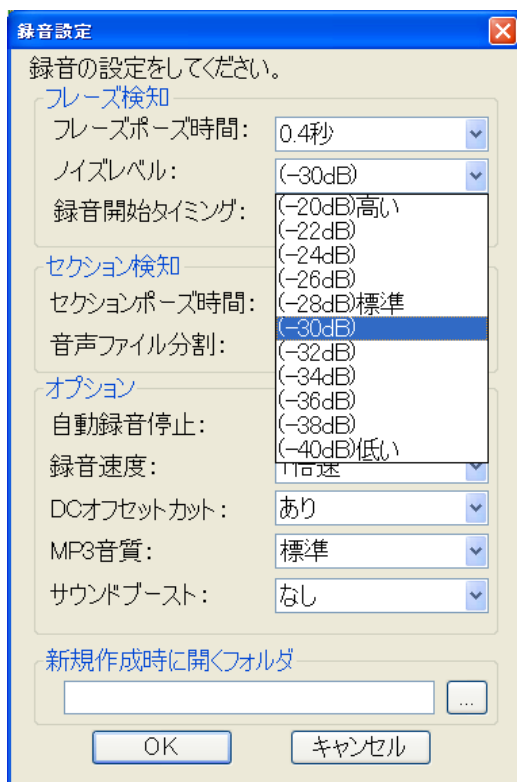 録音設定
録音の設定をしてください。
フレーズ検知
フレーズポーズ時間：
0.4秒
ノイズレベル：
(-30dB)
録音開始タイミング：
(-20dB)高い
(-22dB)
(-24dB)
(-26dB)
(-28dB)標準
(-30dB)
(-32dB)
(-34dB)
(-36dB)
(-38dB)
(-40dB)低い
セクション検知
セクションポーズ時間：
音声ファイル分割：
オプション
自動録音停止：
録音速度：
1倍速
DCオフセットカット：
あり
MP3音質：
標準
サウンドブースト：
なし
新規作成時に開くフォルダ
...
OK
キャンセル